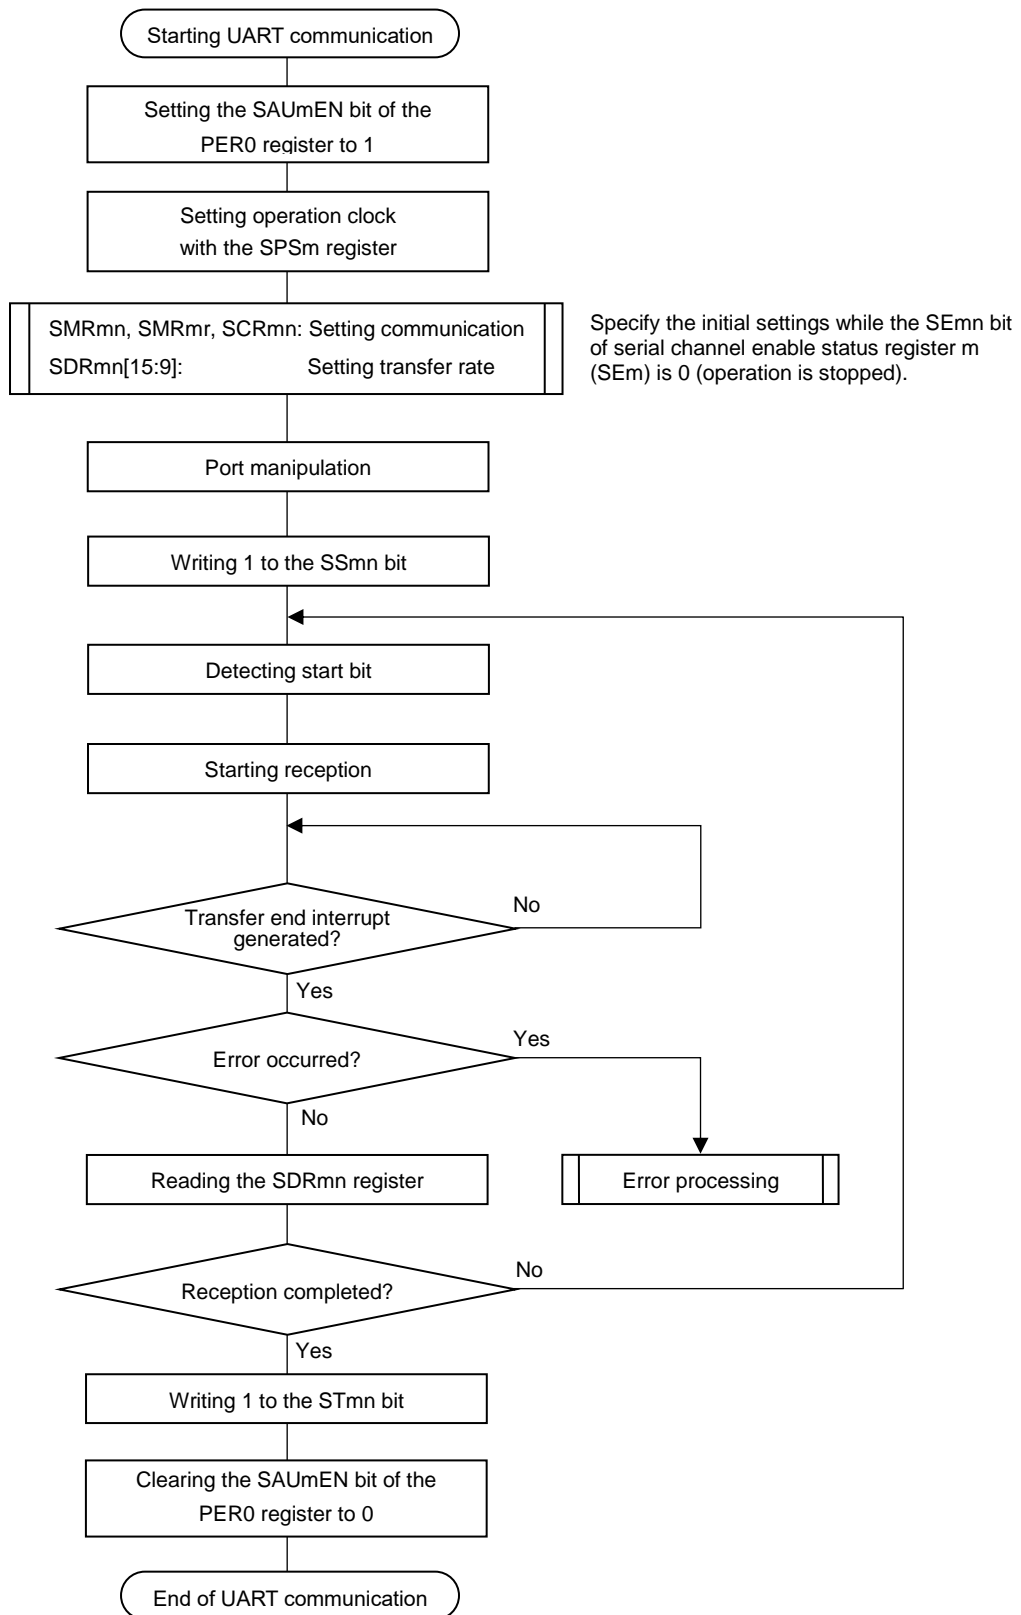 Starting UART communication
Setting the SAUmEN bit of the
PER0 register to 1
Setting operation clock
with the SPSm register
SMRmn, SMRmr, SCRmn: Setting communication
SDRmn[15:9]: Setting transfer rate
Specify the initial settings while the SEmn bit
of serial channel enable status register m
(SEm) is 0 (operation is stopped).
Port manipulation
Writing 1 to the SSmn bit
Detecting start bit
Starting reception
Transfer end interrupt
generated?
No
Yes
Error occurred?
Yes
No
Reading the SDRmn register
Error processing
Reception completed?
No
Yes
Writing 1 to the STmn bit
Clearing the SAUmEN bit of the
PER0 register to 0
End of UART communication